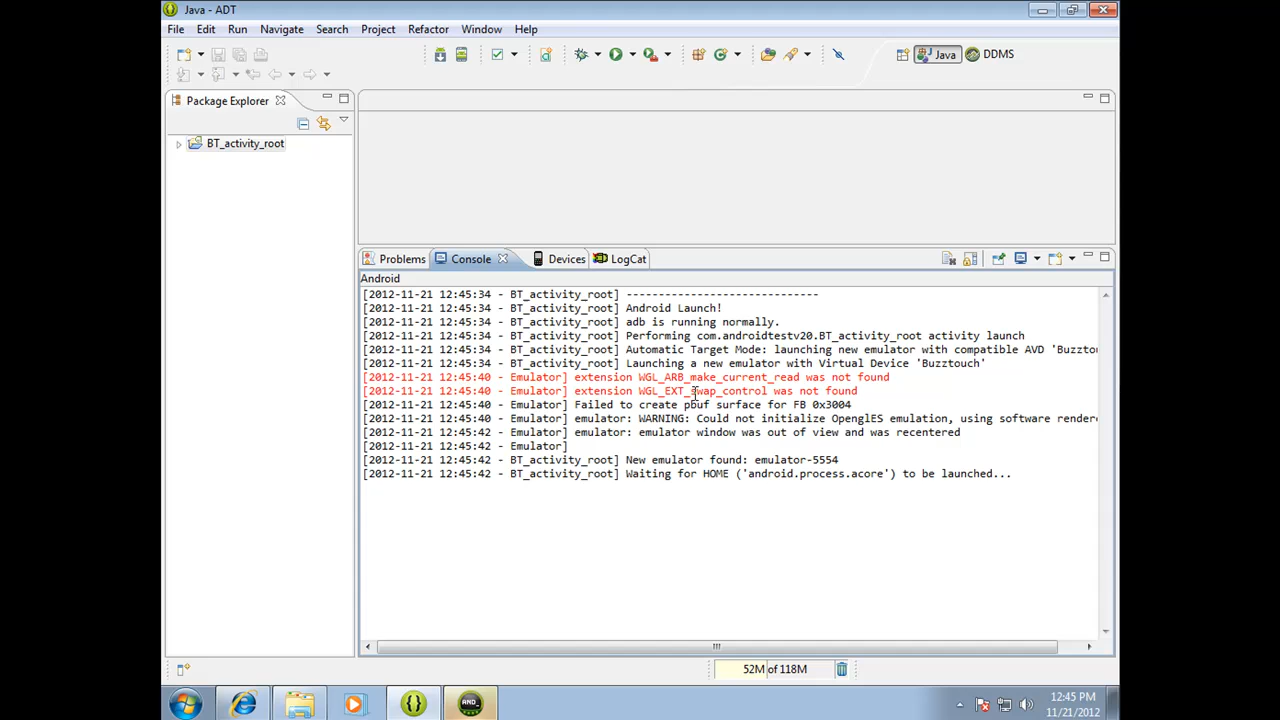 Java - ADT
File Edit Run Navigate Search Project Refactor Window Help
Java DDMS
Package Explorer
BT_activity_root
Problems Console Devices LogCat
Android
[2012-11-21 12:45:34 - BT_activity_root] ------------------------------
[2012-11-21 12:45:34 - BT_activity_root] Android Launch!
[2012-11-21 12:45:34 - BT_activity_root] adb is running normally.
[2012-11-21 12:45:34 - BT_activity_root] Performing com.androidtestv20.BT_activity_root activity launch
[2012-11-21 12:45:34 - BT_activity_root] Automatic Target Mode: launching new emulator with compatible AVD 'Buzztou
[2012-11-21 12:45:34 - BT_activity_root] Launching a new emulator with Virtual Device 'Buzztouch'
[2012-11-21 12:45:40 - Emulator] extension WGL_ARB_make_current_read was not found
[2012-11-21 12:45:40 - Emulator] extension WGL_EXT_swap_control was not found
[2012-11-21 12:45:40 - Emulator] Failed to create pbuf surface for FB 0x3004
[2012-11-21 12:45:40 - Emulator] emulator: WARNING: Could not initialize OpenglES emulation, using software rendere
[2012-11-21 12:45:42 - Emulator] emulator: emulator window was out of view and was recentered
[2012-11-21 12:45:42 - Emulator]
[2012-11-21 12:45:42 - BT_activity_root] New emulator found: emulator-5554
[2012-11-21 12:45:42 - BT_activity_root] Waiting for HOME ('android.process.acore') to be launched...
52M of 118M
AND_
12:45 PM
11/21/2012